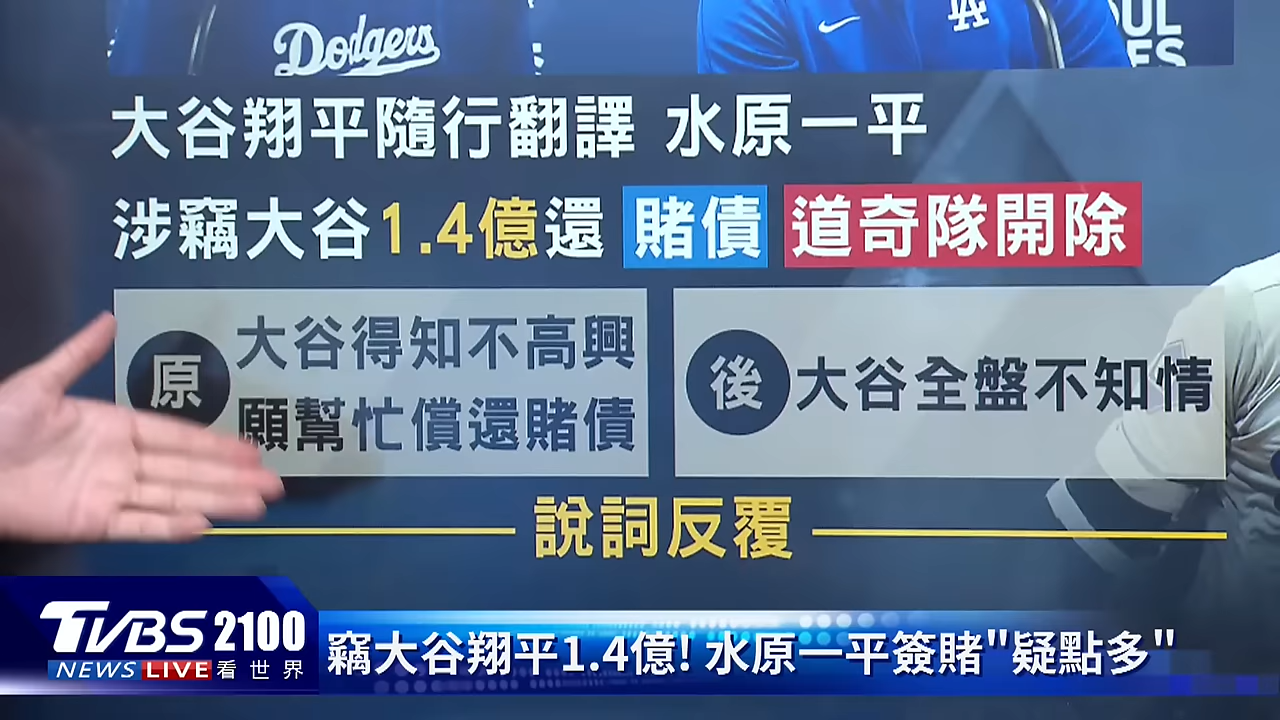 Dodgers
LA
大谷翔平隨行翻譯 水原一平
涉竊大谷1.4億還 賭債 道奇隊開除
原 大谷得知不高興
願幫忙償還賭債
後 大谷全盤不知情
說詞反覆
TVBS 2100
NEWS LIVE 看世界
竊大谷翔平1.4億! 水原一平簽賭"疑點多"